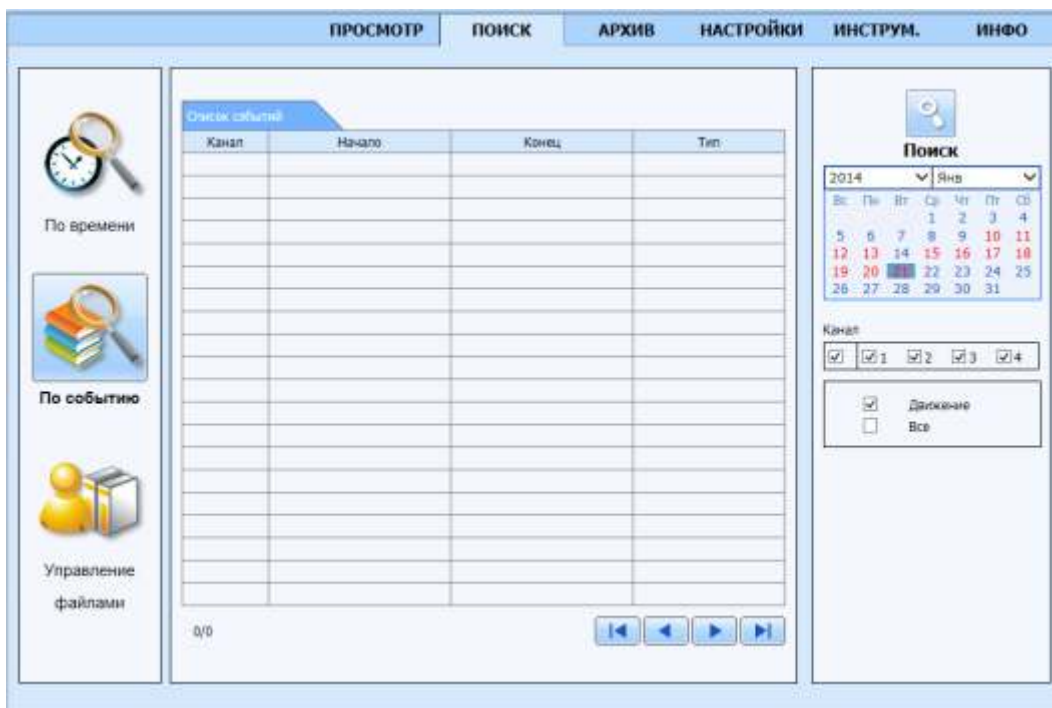 ПРОСМОТР ПОИСК АРХИВ НАСТРОЙКИ ИНСТРУМ. ИНФО
По времени
По событию
Управление
файлами
Список событий
Канал Начало Конец Тип
0/0
Поиск
2014 Янв
Вс Пн Вт Ср Чт Пт Сб
1 2 3 4
5 6 7 8 9 10 11
12 13 14 15 16 17 18
19 20 21 22 23 24 25
26 27 28 29 30 31
Канал
1 2 3 4
Движение
Все